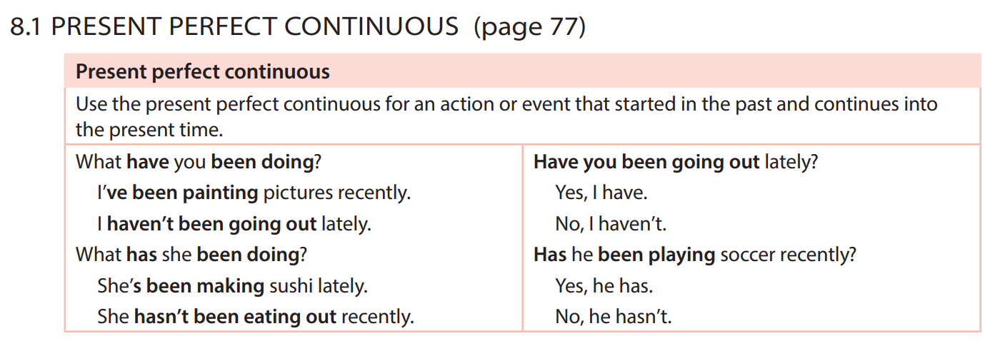 8.1 PRESENT PERFECT CONTINUOUS (page 77)
Present perfect continuous
Use the present perfect continuous for an action or event that started in the past and continues into
the present time.
What have you been doing?
I’ve been painting pictures recently.
I haven’t been going out lately.
What has she been doing?
She’s been making sushi lately.
She hasn’t been eating out recently.
Have you been going out lately?
Yes, I have.
No, I haven’t.
Has he been playing soccer recently?
Yes, he has.
No, he hasn’t.